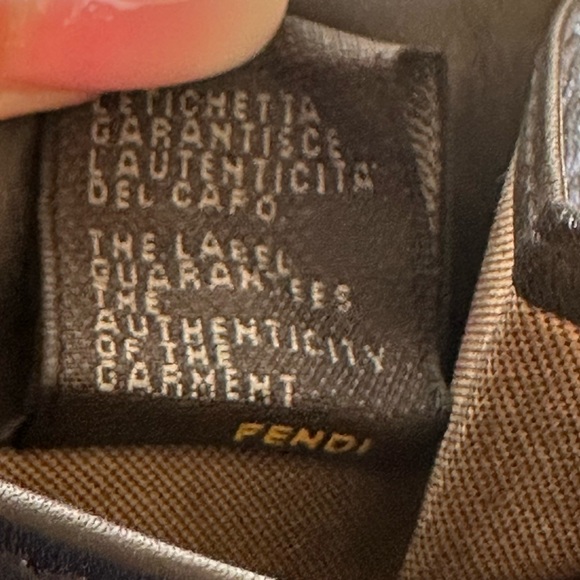 L'ETICHETTA
GARANTISCE
L'AUTENTICITA'
DEL CAPO
THE LABEL
GUARANTEES
THE
AUTHENTICITY
OF THE
GARMENT
FENDI